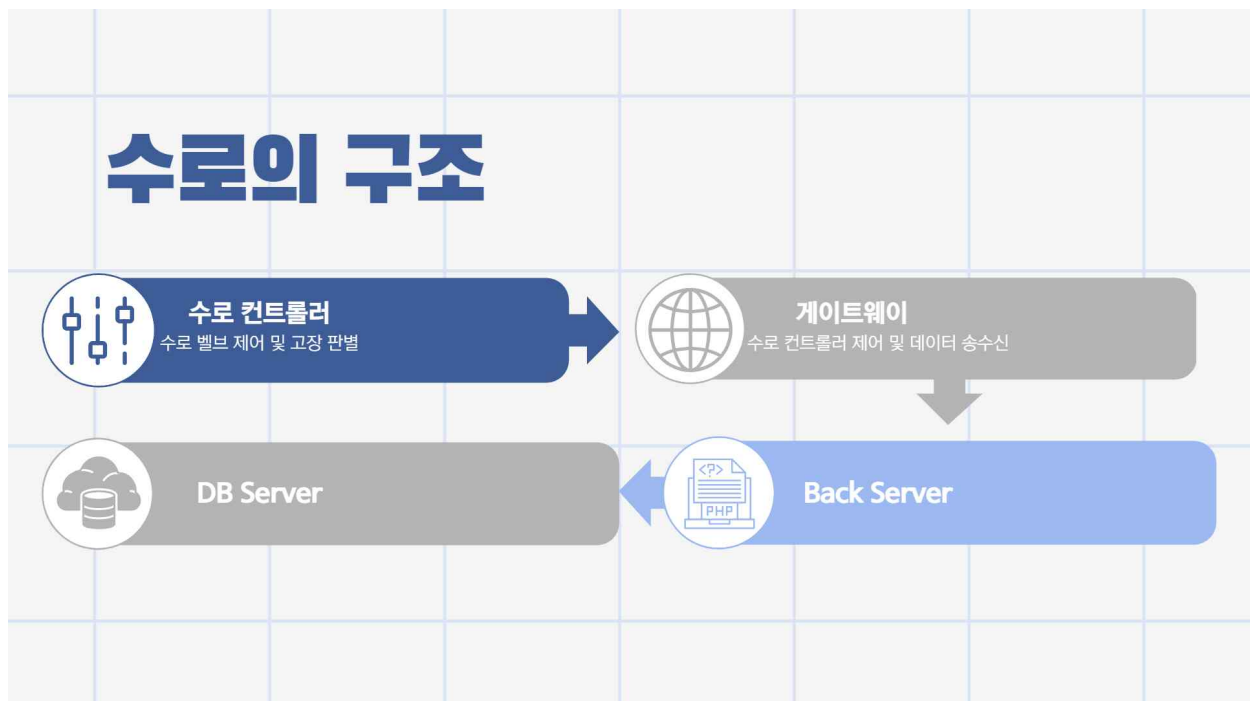 수로의 구조
수로 컨트롤러
수로 벨브 제어 및 고장 판별
게이트웨이
수로 컨트롤러 제어 및 데이터 송수신
DB Server
<?>
PHP
Back Server